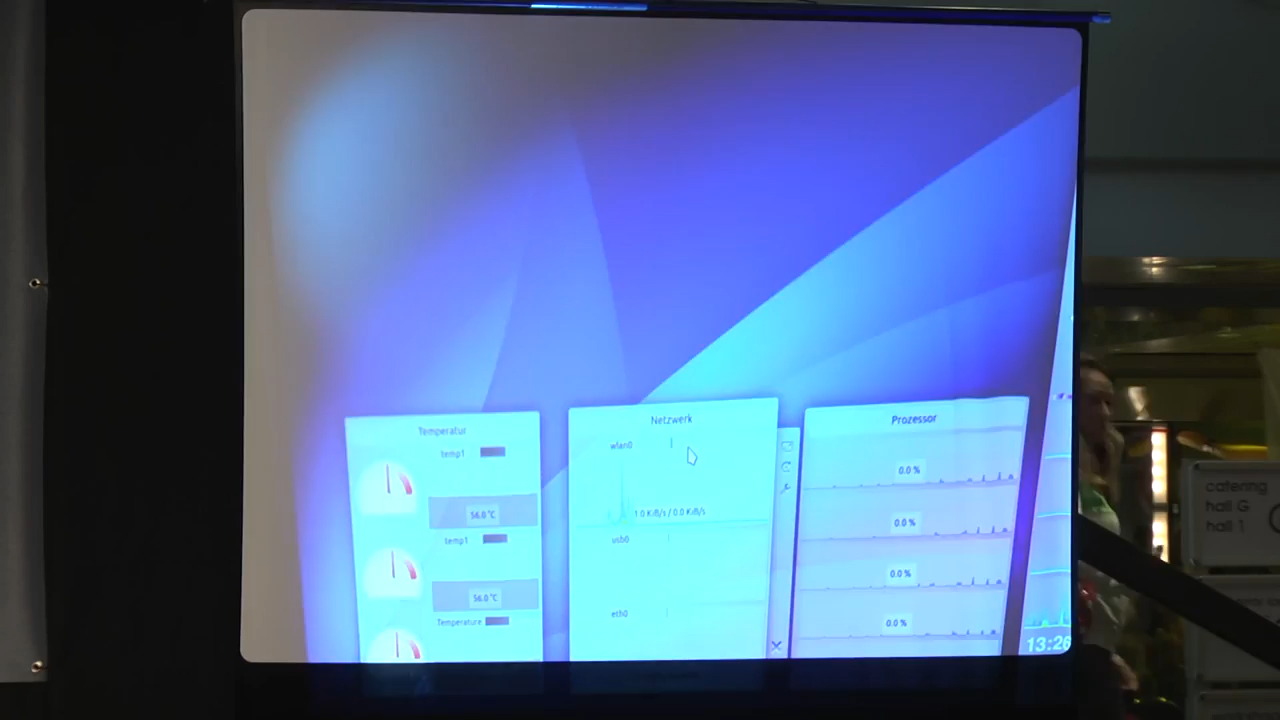 Temperatur
temp1
56.0°C
temp1
56.0°C
Temperature
Netzwerk
wlan0
1.0 KiB/s / 0.0 KiB/s
usb0
eth0
Prozessor
0.0 %
0.0 %
0.0 %
0.0 %
13:26
catering
hall G
hall 1